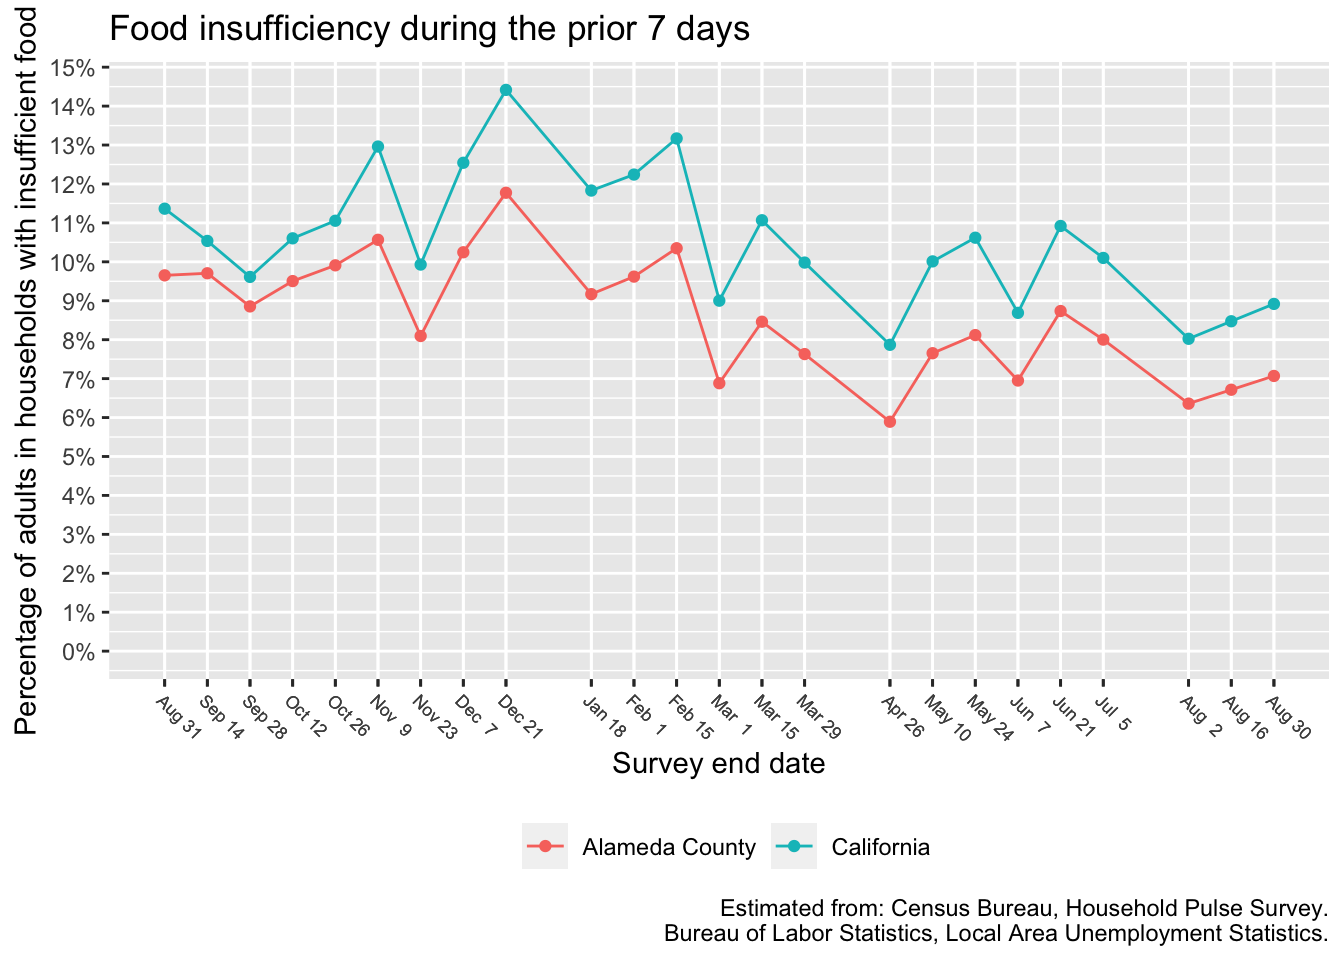 Food insufficiency during the prior 7 days
Percentage of adults in households with insufficient food
15%
14%
13%
12%
11%
10%
9%
8%
7%
6%
5%
4%
3%
2%
1%
0%
Aug 31
Sep 14
Sep 28
Oct 12
Oct 26
Nov 9
Nov 23
Dec 7
Dec 21
Jan 18
Feb 1
Feb 15
Mar 1
Mar 15
Mar 29
Apr 26
May 10
May 24
Jun 7
Jun 21
Jul 5
Aug 2
Aug 16
Aug 30
Survey end date
Alameda County
California
Estimated from: Census Bureau, Household Pulse Survey.
Bureau of Labor Statistics, Local Area Unemployment Statistics.